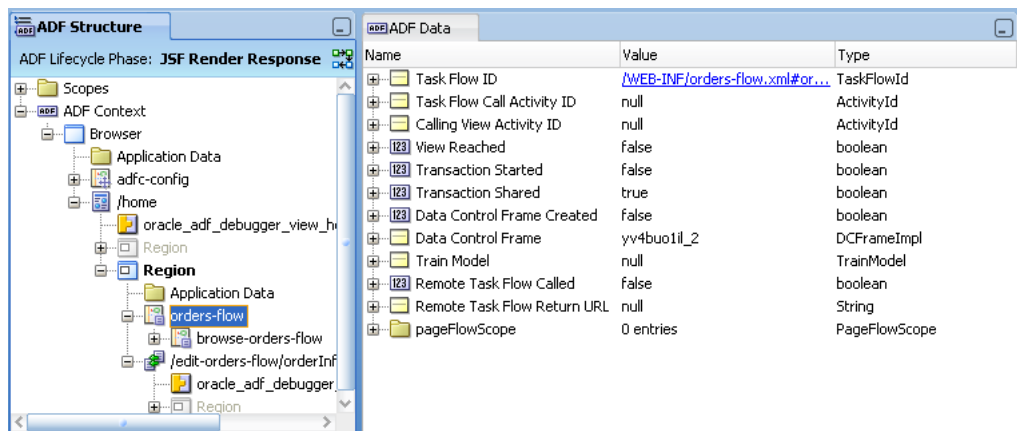 ADF Structure
ADF Lifecycle Phase: JSF Render Response
Scopes
ADF Context
Browser
Application Data
adfc-config
/home
oracle_adf_debugger_view_h
Region
Region
Application Data
orders-flow
browse-orders-flow
/edit-orders-flow/orderInf
oracle_adf_debugger_
Region
ADF Data
Name Value Type
Task Flow ID /WEB-INF/orders-flow.xml#or... TaskFlowId
Task Flow Call Activity ID null ActivityId
Calling View Activity ID null ActivityId
View Reached false boolean
Transaction Started false boolean
Transaction Shared true boolean
Data Control Frame Created false boolean
Data Control Frame yv4buo1il_2 DCFrameImpl
Train Model null TrainModel
Remote Task Flow Called false boolean
Remote Task Flow Return URL null String
pageFlowScope 0 entries PageFlowScope